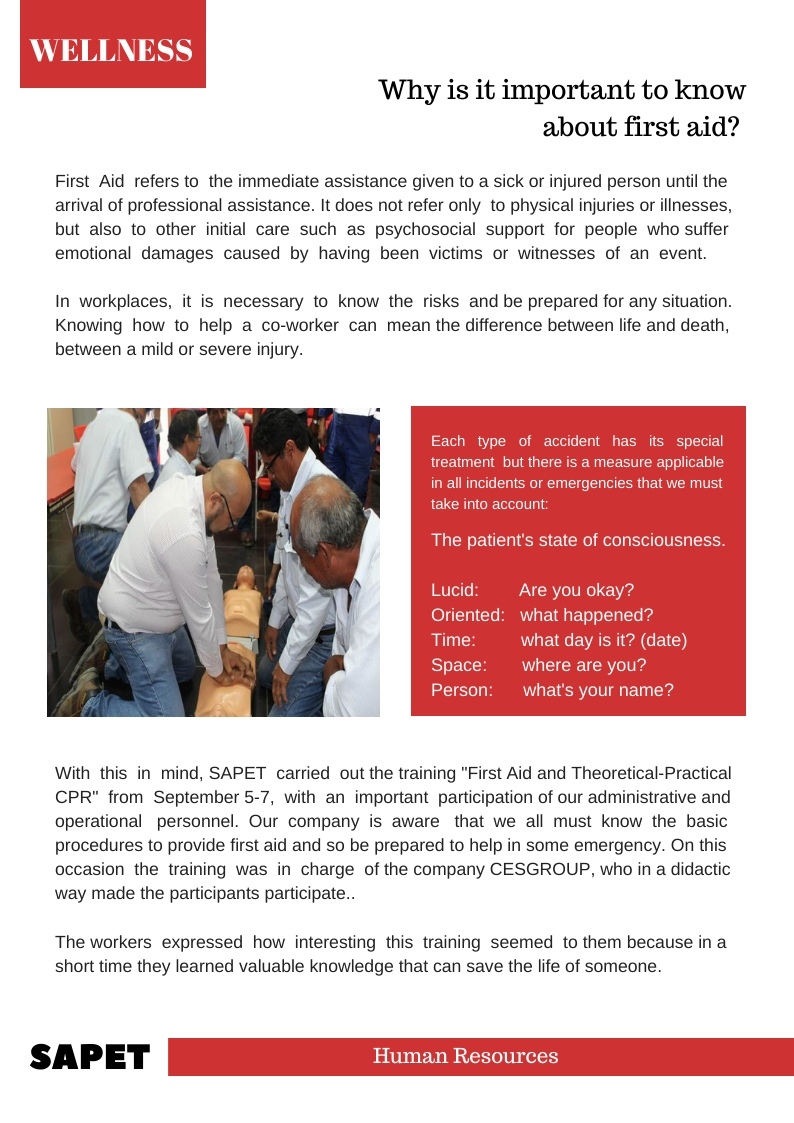 WELLNESS
Why is it important to know
about first aid?
First Aid refers to the immediate assistance given to a sick or injured person until the
arrival of professional assistance. It does not refer only to physical injuries or illnesses,
but also to other initial care such as psychosocial support for people who suffer
emotional damages caused by having been victims or witnesses of an event.
In workplaces, it is necessary to know the risks and be prepared for any situation.
Knowing how to help a co-worker can mean the difference between life and death,
between a mild or severe injury.
Each type of accident has its special
treatment but there is a measure applicable
in all incidents or emergencies that we must
take into account:
The patient's state of consciousness.
Lucid: Are you okay?
Oriented: what happened?
Time: what day is it? (date)
Space: where are you?
Person: what's your name?
With this in mind, SAPET carried out the training "First Aid and Theoretical-Practical
CPR" from September 5-7, with an important participation of our administrative and
operational personnel. Our company is aware that we all must know the basic
procedures to provide first aid and so be prepared to help in some emergency. On this
occasion the training was in charge of the company CESGROUP, who in a didactic
way made the participants participate..
The workers expressed how interesting this training seemed to them because in a
short time they learned valuable knowledge that can save the life of someone.
SAPET
Human Resources